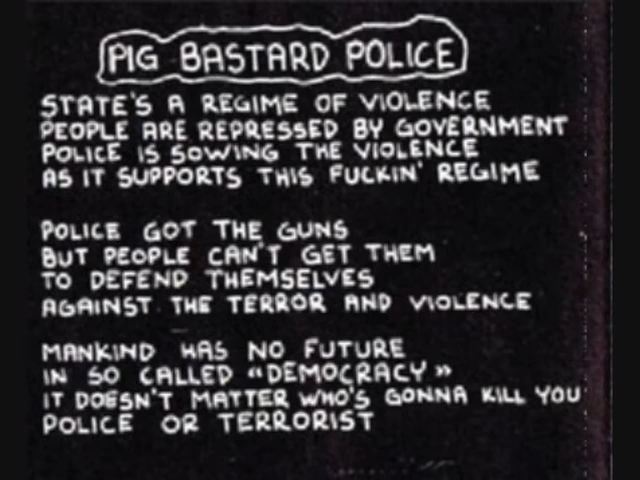 PIG BASTARD POLICE
STATE'S A REGIME OF VIOLENCE
PEOPLE ARE REPRESSED BY GOVERNMENT
POLICE IS SOWING THE VIOLENCE
AS IT SUPPORTS THIS FUCKIN' REGIME
POLICE GOT THE GUNS
BUT PEOPLE CAN'T GET THEM
TO DEFEND THEMSELVES
AGAINST THE TERROR AND VIOLENCE
MANKIND HAS NO FUTURE
IN SO CALLED «DEMOCRACY»
IT DOESN'T MATTER WHO'S GONNA KILL YOU
POLICE OR TERRORIST